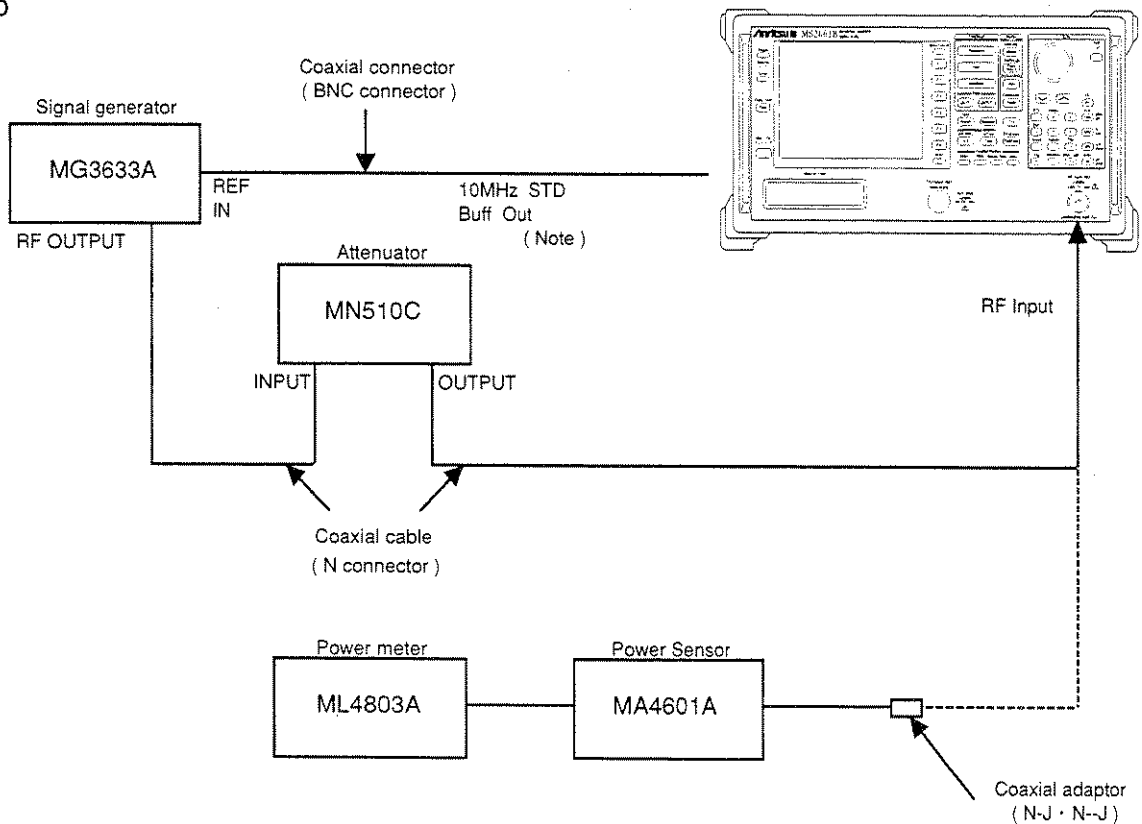 Anritsu
Coaxial connector
( BNC connector )
Signal generator
MG3633A
REF
IN
10MHz STD
Buff Out
( Note )
RF OUTPUT
Attenuator
MN510C
INPUT
OUTPUT
RF Input
Coaxial cable
( N connector )
Power meter
ML4803A
Power Sensor
MA4601A
Coaxial adaptor
( N-J · N--J )